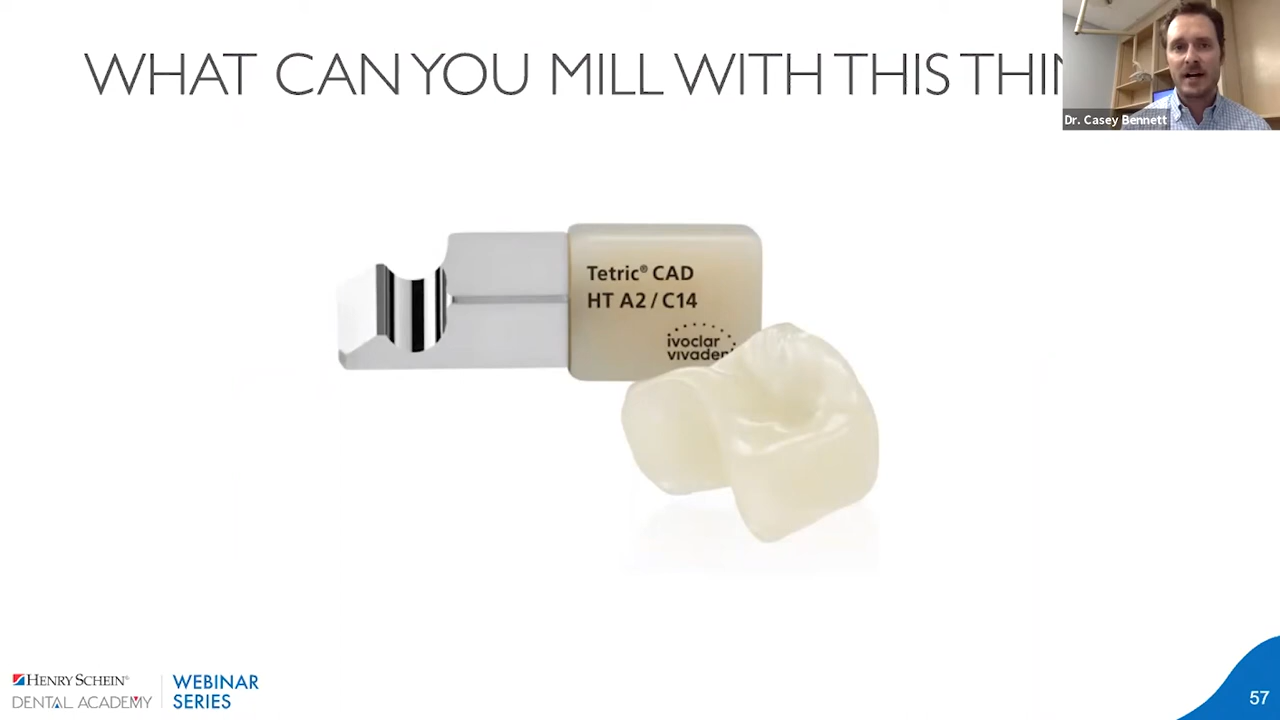 WHAT CAN YOU MILL WITH THIS THIN
Dr. Casey Bennett
Tetric® CAD
HT A2 / C14
ivoclar
vivaden
HENRY SCHEIN®
DENTAL ACADEMY
WEBINAR
SERIES
57